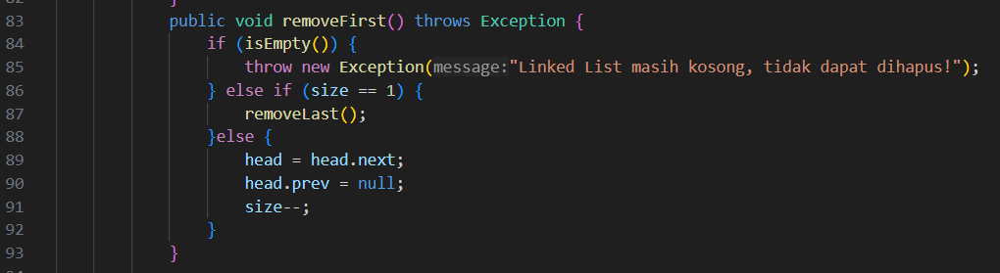 83 public void removeFirst() throws Exception {
84 if (isEmpty()) {
85 throw new Exception(message:"Linked List masih kosong, tidak dapat dihapus!");
86 } else if (size == 1) {
87 removeLast();
88 }else {
89 head = head.next;
90 head.prev = null;
91 size--;
92 }
93 }